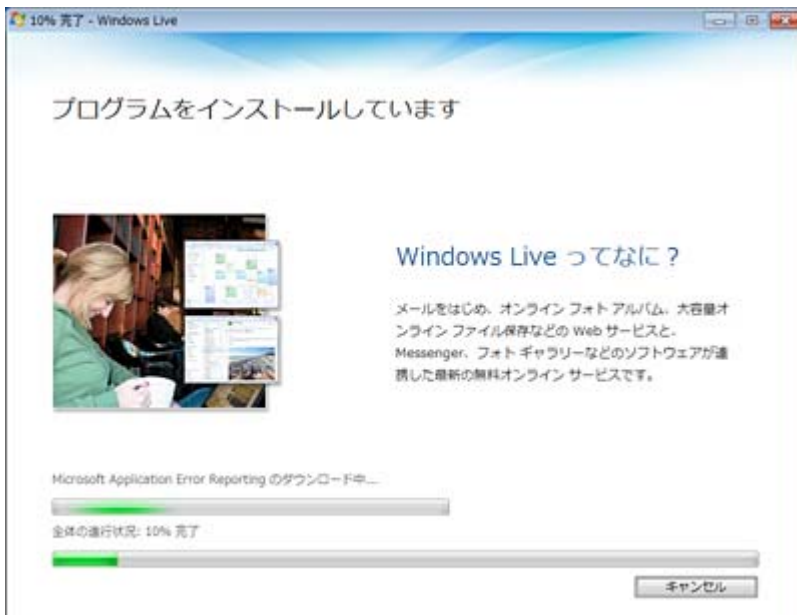 10% 完了 - Windows Live
プログラムをインストールしています
Windows Live ってなに？
メールをはじめ、オンライン フォト アルバム、大容量オ
ンライン ファイル保存などの Web サービスと、
Messenger、フォト ギャラリーなどのソフトウェアが連
携した最新の無料オンライン サービスです。
Microsoft Application Error Reporting のダウンロード中...
全体の進行状況: 10% 完了
キャンセル